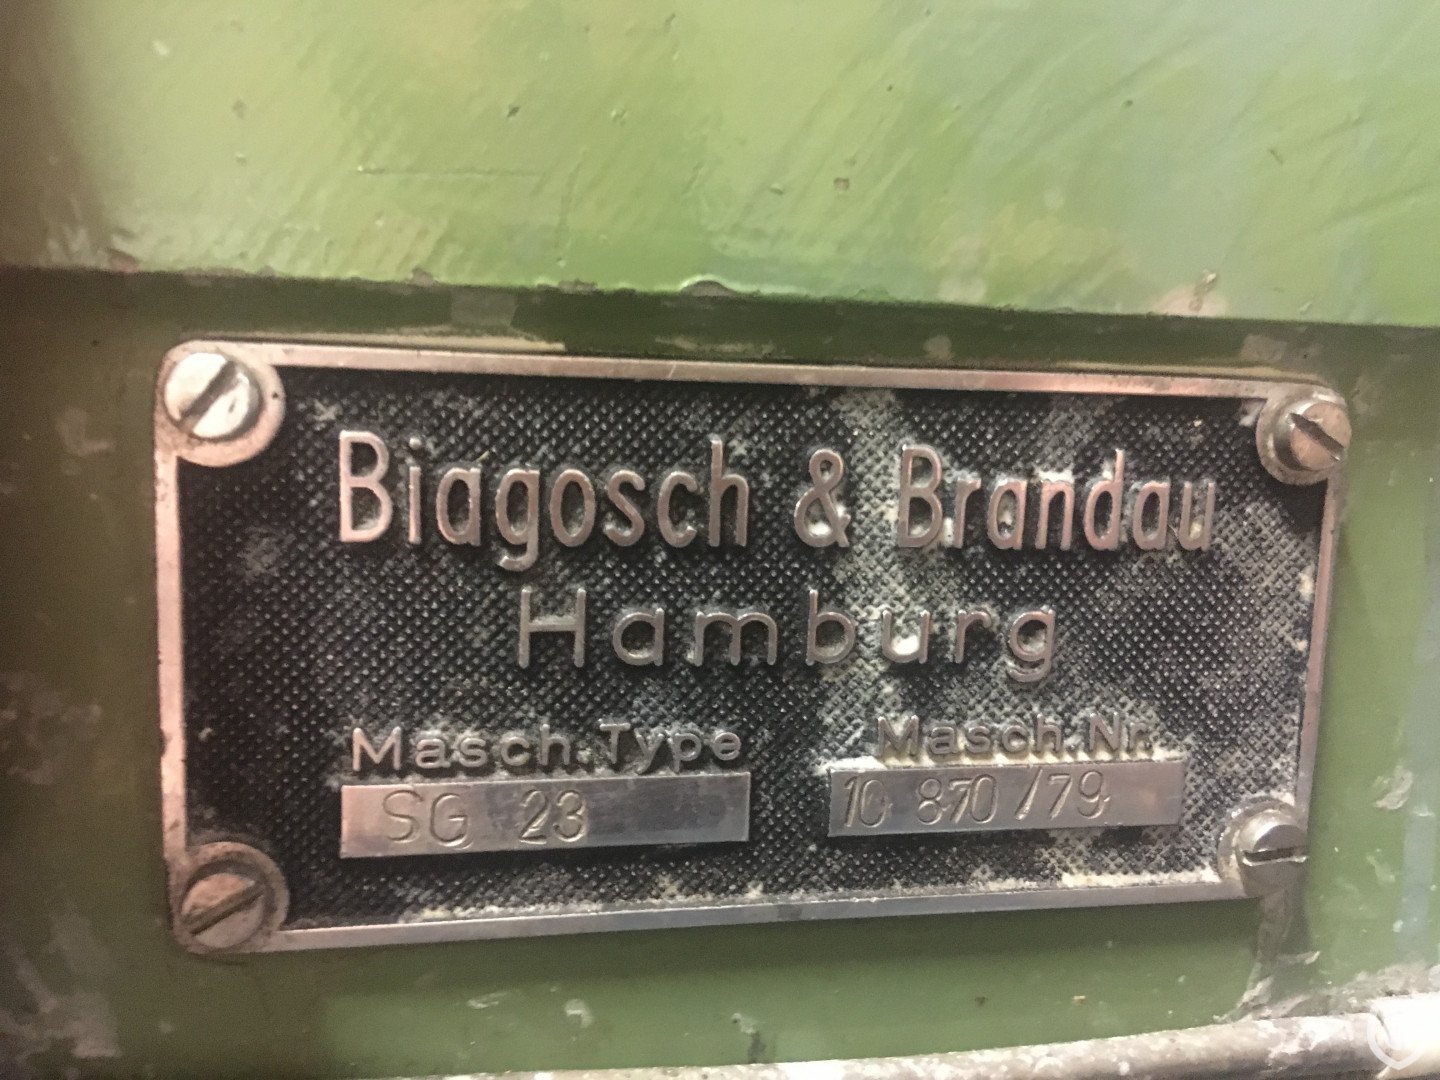 Biagosch & Brandau
Hamburg
Masch.Type Masch.Nr.
SG 23 10 870/79